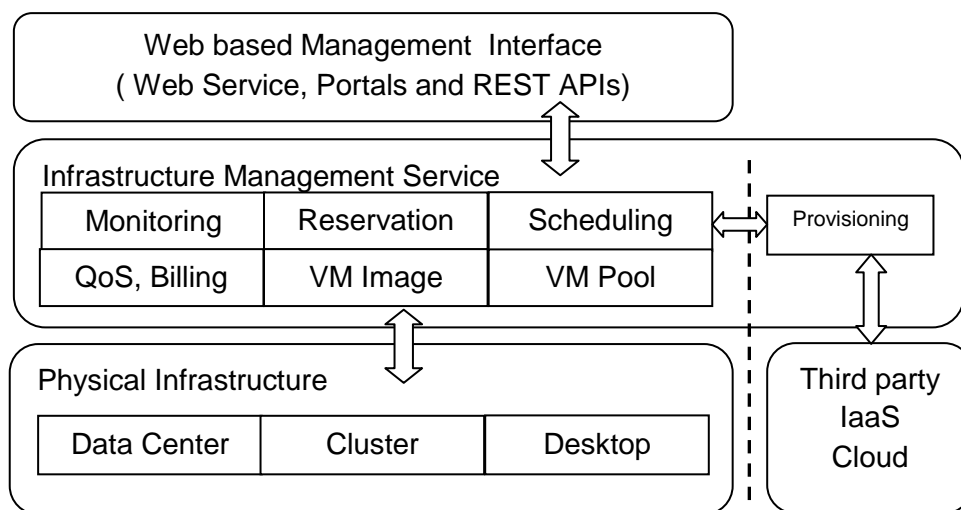 Web based Management Interface
( Web Service, Portals and REST APIs)
Infrastructure Management Service
Monitoring
Reservation
Scheduling
Provisioning
QoS, Billing
VM Image
VM Pool
Physical Infrastructure
Data Center
Cluster
Desktop
Third party
IaaS
Cloud